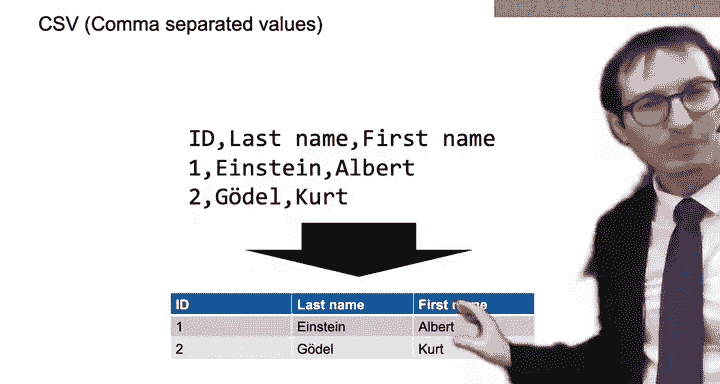 CSV (Comma separated values)
ID,Last name,First name
1,Einstein,Albert
2,Gödel,Kurt
ID Last name First name
1 Einstein Albert
2 Gödel Kurt